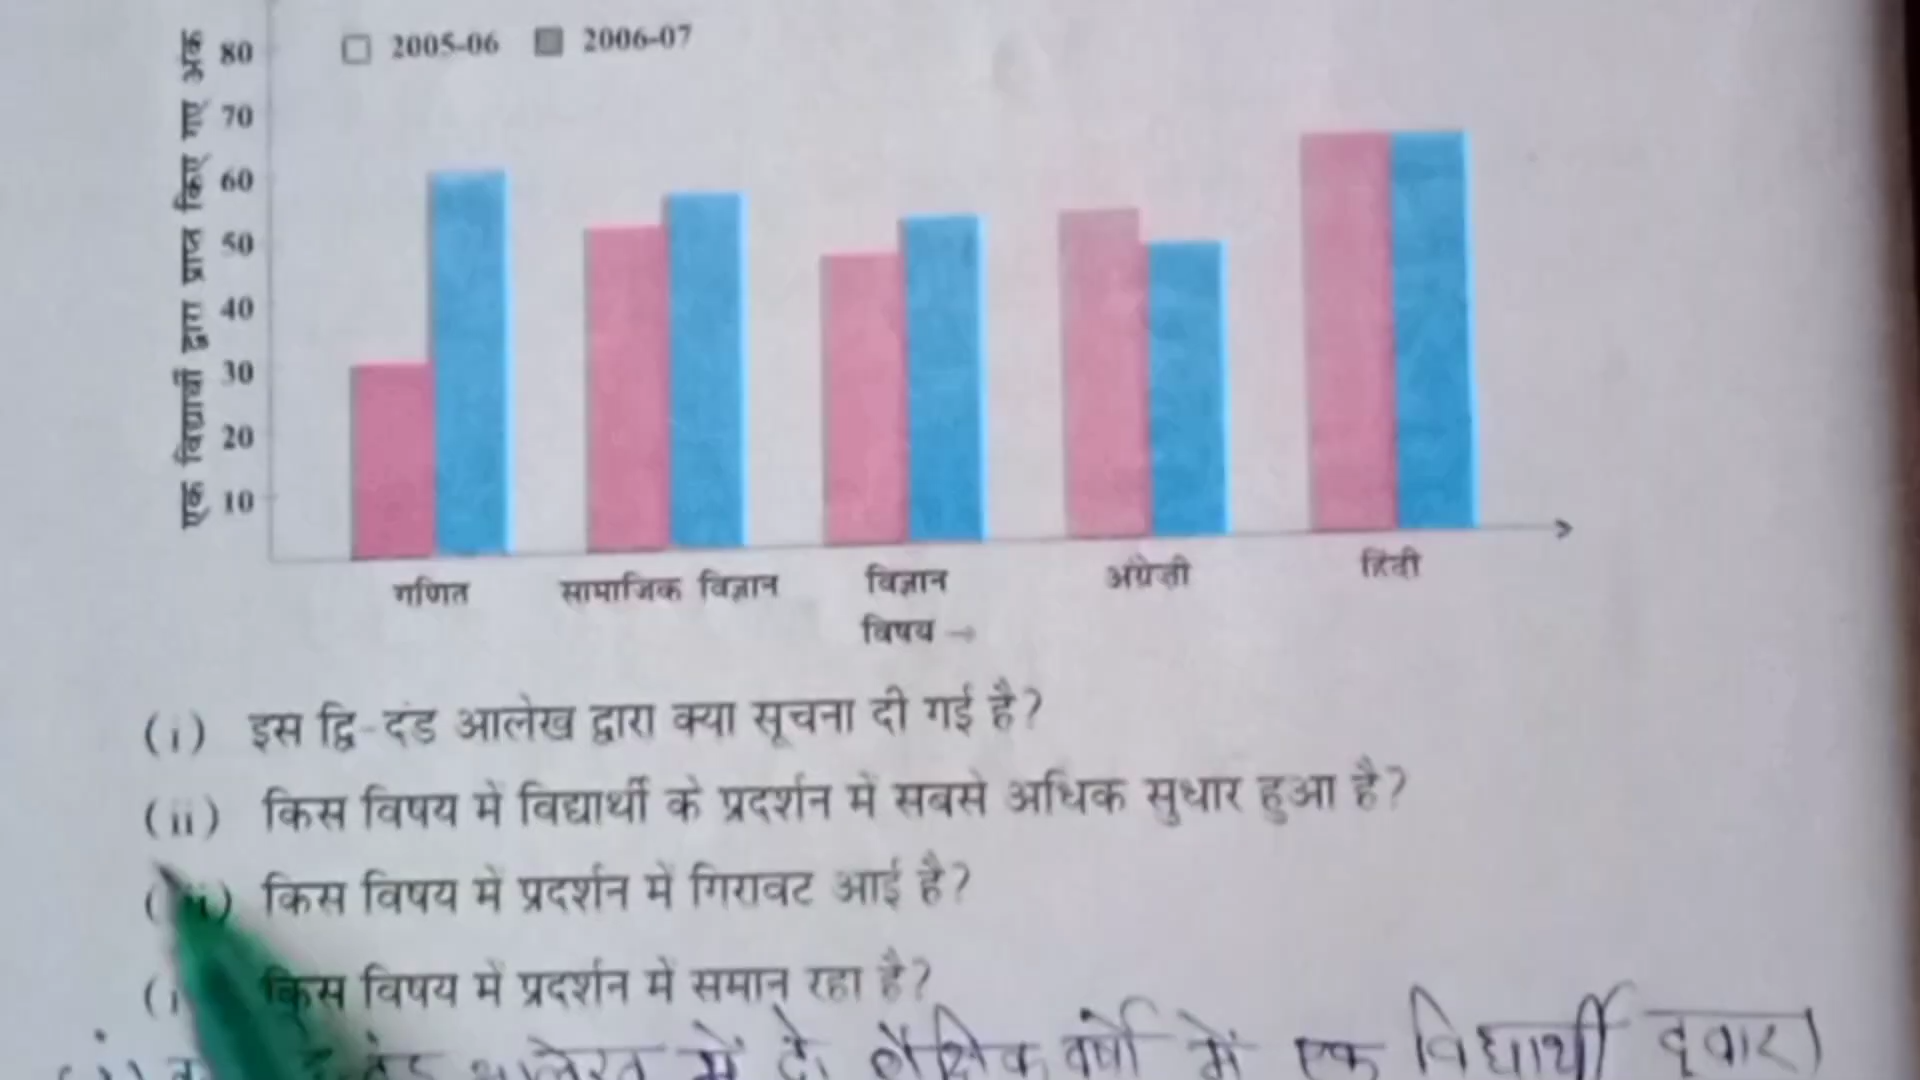 एक विद्यार्थी द्वारा प्राप्त किए गए अंक
80
70
60
50
40
30
20
10
2005-06 2006-07
गणित सामाजिक विज्ञान विज्ञान अंग्रेज़ी हिंदी
विषय →
(i) इस द्वि-दंड आलेख द्वारा क्या सूचना दी गई है?
(ii) किस विषय में विद्यार्थी के प्रदर्शन में सबसे अधिक सुधार हुआ है?
किस विषय में प्रदर्शन में गिरावट आई है?
किस विषय में प्रदर्शन में समान रहा है?
दंड आलेख में दो शैक्षिक वर्षों में एक विद्यार्थी द्वारा